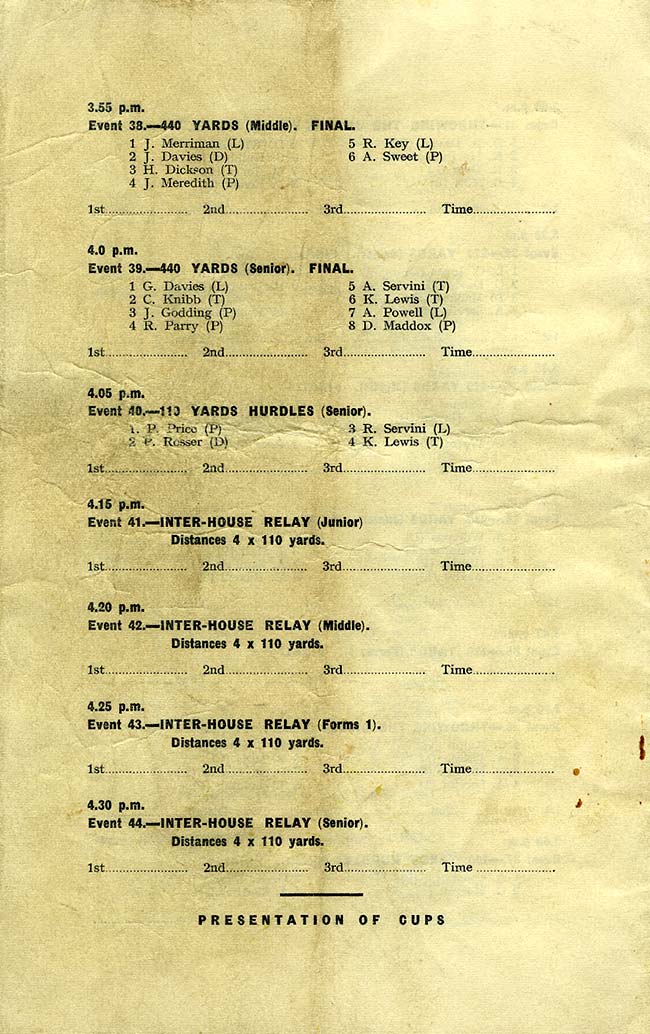 3.55 p.m.
Event 38.—440 YARDS (Middle). FINAL.
1 J. Merriman (L) 5 R. Key (L)
2 J. Davies (D) 6 A. Sweet (P)
3 H. Dickson (T)
4 J. Meredith (P)
1st.......................... 2nd.......................... 3rd.......................... Time..........................
4.0 p.m.
Event 39.—440 YARDS (Senior). FINAL.
1 G. Davies (L) 5 A. Servini (T)
2 C. Knibb (T) 6 K. Lewis (T)
3 J. Godding (P) 7 A. Powell (L)
4 R. Parry (P) 8 D. Maddox (P)
1st.......................... 2nd.......................... 3rd.......................... Time..........................
4.05 p.m.
Event 40.—110 YARDS HURDLES (Senior).
1. P. Price (P) 3 R. Servini (L)
2 P. Rosser (D) 4 K. Lewis (T)
1st.......................... 2nd.......................... 3rd.......................... Time..........................
4.15 p.m.
Event 41.—INTER-HOUSE RELAY (Junior)
Distances 4 x 110 yards.
1st.......................... 2nd.......................... 3rd.......................... Time..........................
4.20 p.m.
Event 42.—INTER-HOUSE RELAY (Middle).
Distances 4 x 110 yards.
1st.......................... 2nd.......................... 3rd.......................... Time..........................
4.25 p.m.
Event 43.—INTER-HOUSE RELAY (Forms 1).
Distances 4 x 110 yards.
1st.......................... 2nd.......................... 3rd.......................... Time..........................
4.30 p.m.
Event 44.—INTER-HOUSE RELAY (Senior).
Distances 4 x 110 yards.
1st.......................... 2nd.......................... 3rd.......................... Time..........................
PRESENTATION OF CUPS